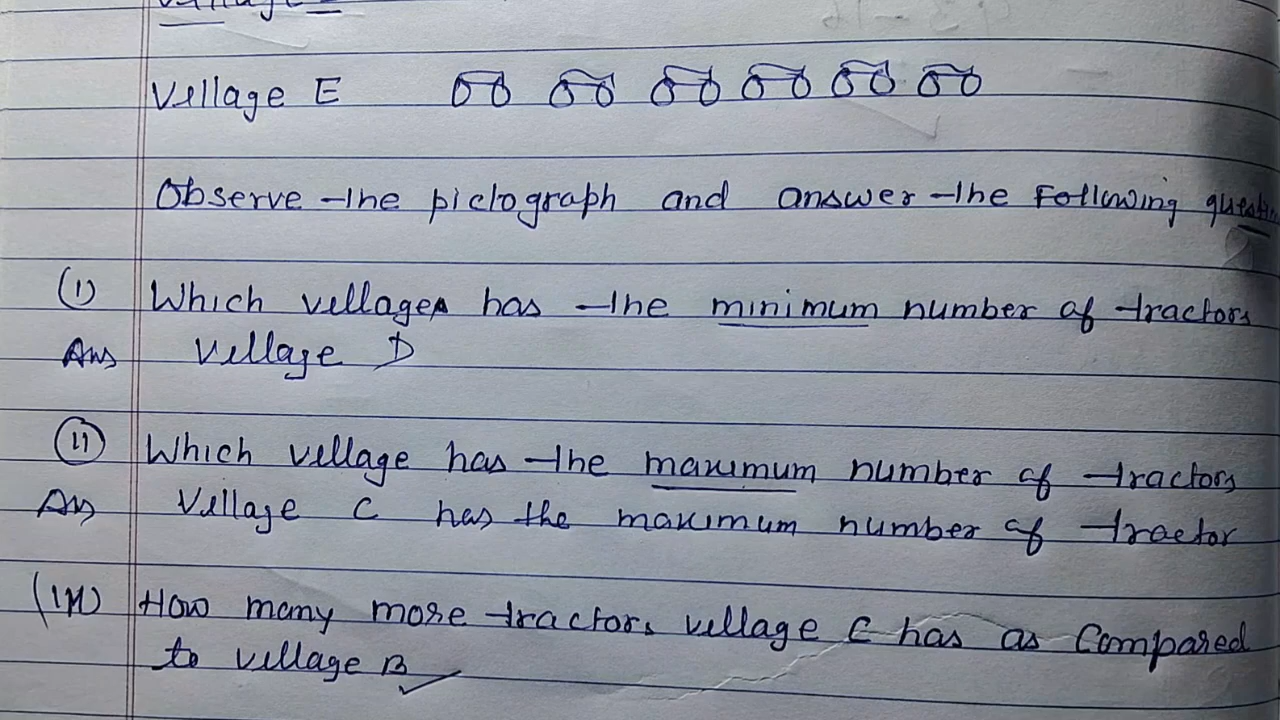 Village E
Observe the pictograph and answer the Following question
(i) Which village has the minimum number of tractors
Ans Village D
(ii) Which village has the maximum number of tractors
Ans Village C has the maximum number of tractor
(iii) How many more tractors village C has as Compared
to village B